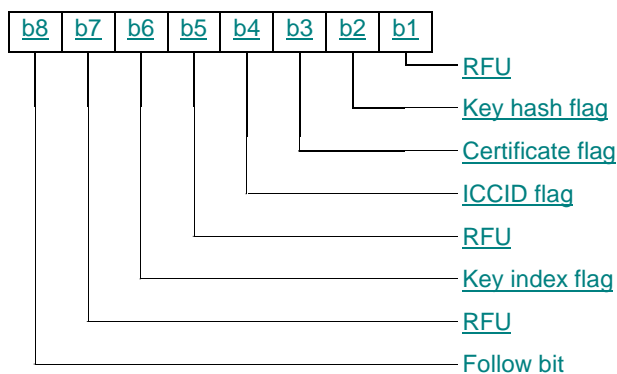 b8 b7 b6 b5 b4 b3 b2 b1
RFU
Key hash flag
Certificate flag
ICCID flag
RFU
Key index flag
RFU
Follow bit